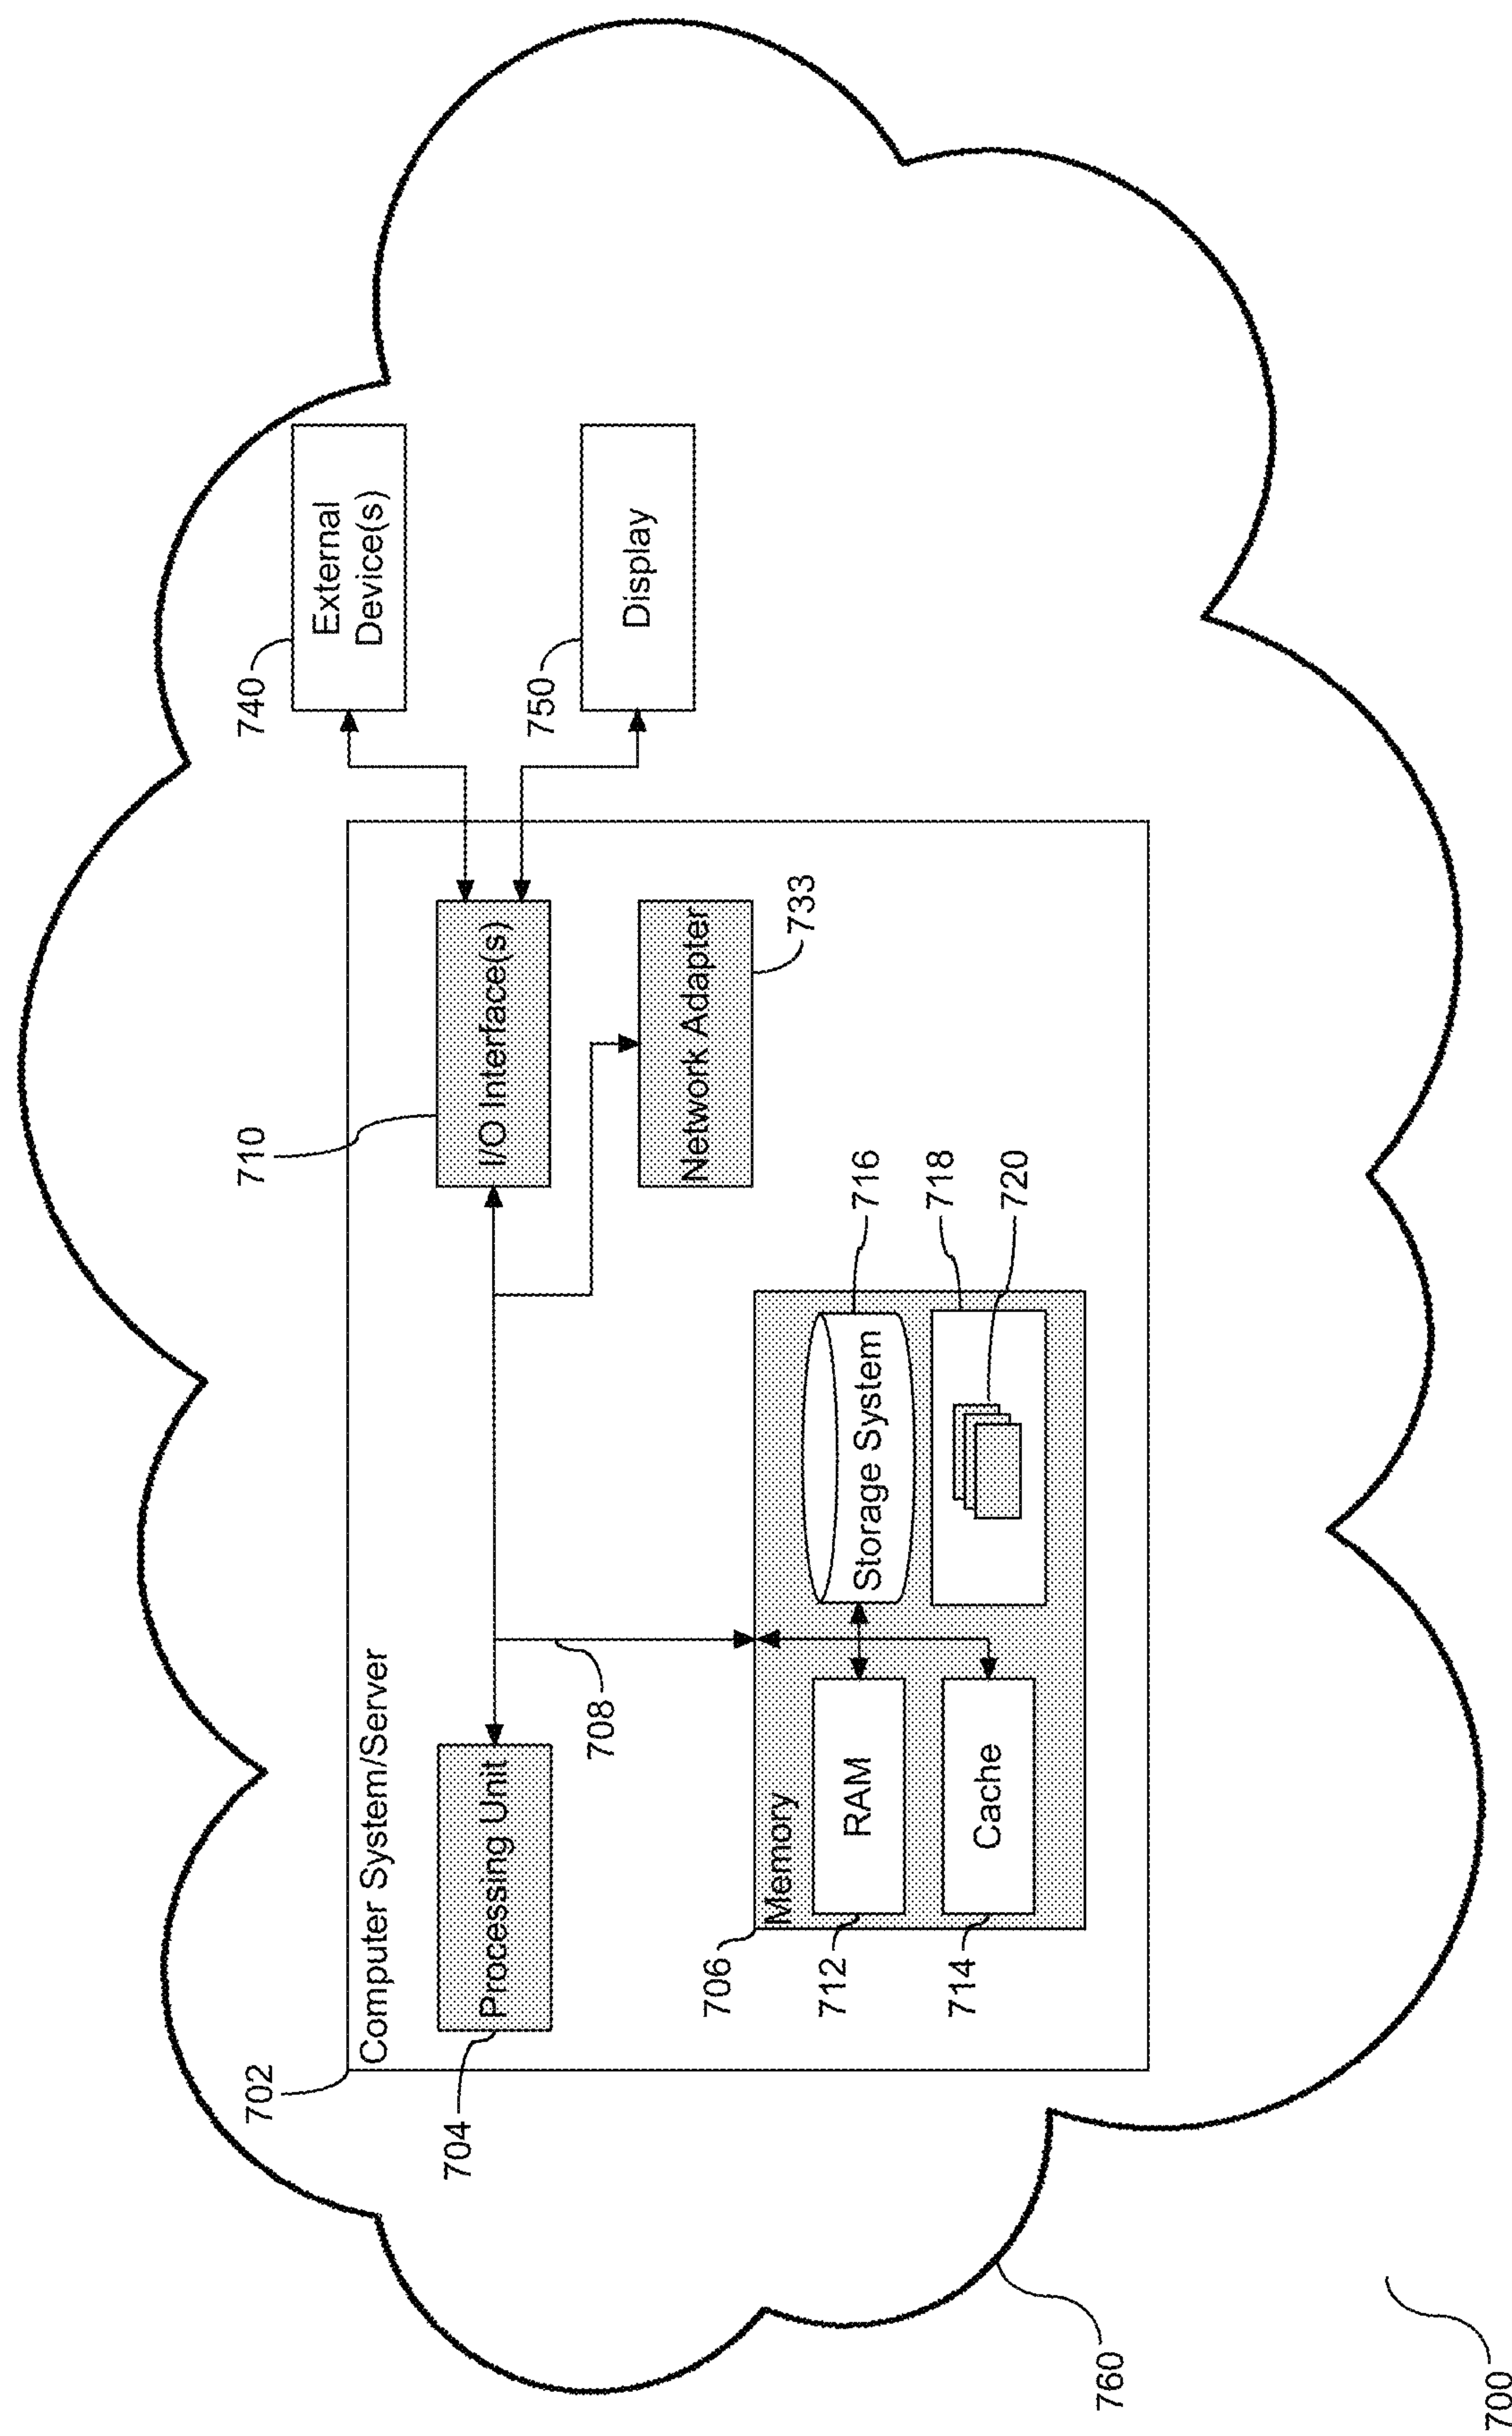 702
Computer System/Server
704
Processing Unit
708
710
I/O Interface(s)
740
External
Device(s)
750
Display
Network Adapter
733
706
Memory
712
RAM
Storage System
716
714
Cache
718
720
760
700